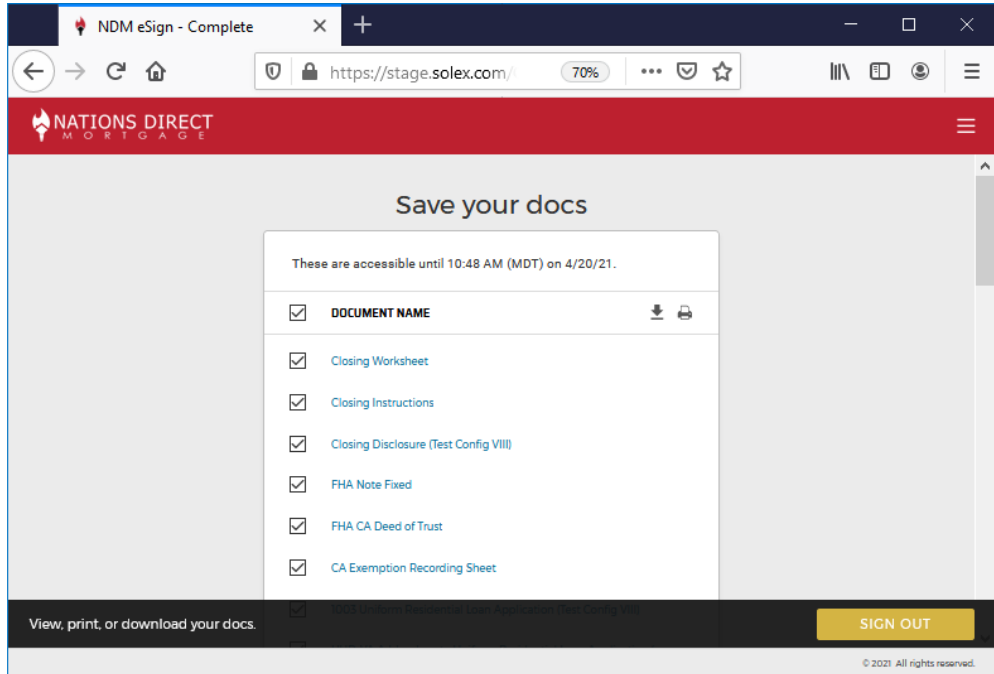 NDM eSign - Complete
https://stage.solex.com/
70%
NATIONS DIRECT
MORTGAGE
Save your docs
These are accessible until 10:48 AM (MDT) on 4/20/21.
DOCUMENT NAME
Closing Worksheet
Closing Instructions
Closing Disclosure (Test Config VIII)
FHA Note Fixed
FHA CA Deed of Trust
CA Exemption Recording Sheet
1003 Uniform Residential Loan Application (Test Config VIII)
View, print, or download your docs.
SIGN OUT
© 2021 All rights reserved.